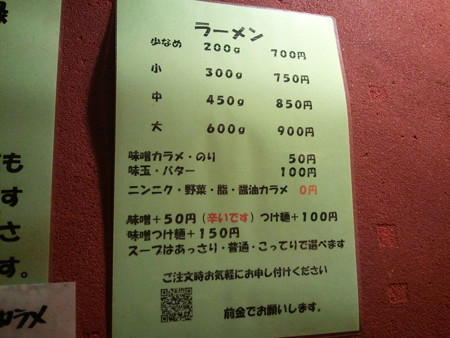 ラーメン
少なめ 200g 700円
小 300g 750円
中 450g 850円
大 600g 900円
味噌カラメ・のり 50円
味玉・バター 100円
ニンニク・野菜・脂・醤油カラメ 0円
味噌+50円(辛いです)つけ麺+100円
味噌つけ麺+150円
スープはあっさり・普通・こってりで選べます
ご注文時お気軽にお申し付けください
前金でお願いします。
も
す
さ
す。
カラメ